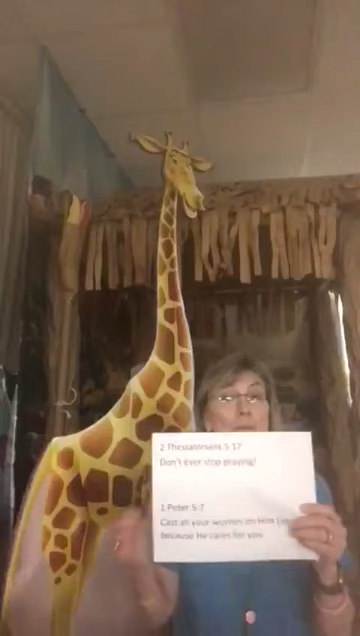 2 Thessalonians 5:17
Don't ever stop praying!
1 Peter 5:7
Cast all your worries on Him
because He cares for you